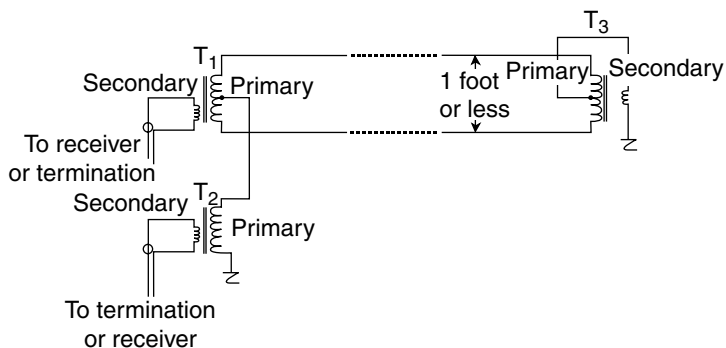 T3
T1
Secondary Primary
1 foot
or less
Primary Secondary
To receiver
or termination
T2
Secondary
Primary
To termination
or receiver